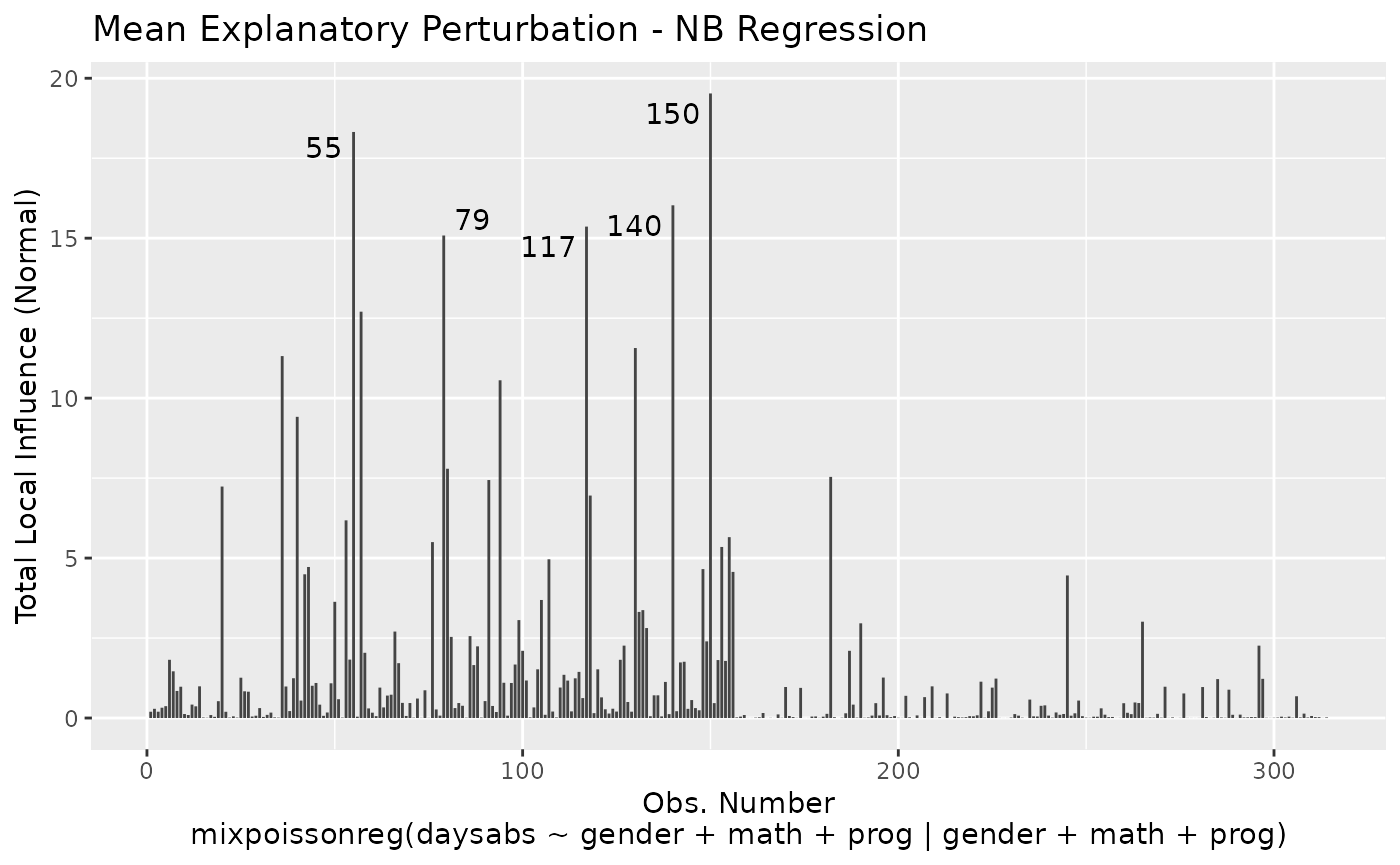 Mean Explanatory Perturbation - NB Regression
20
150
55
79
140
117
15
10
5
0
Total Local Influence (Normal)
0 100 200 300
Obs. Number
mixpoissonreg(daysabs ~ gender + math + prog | gender + math + prog)